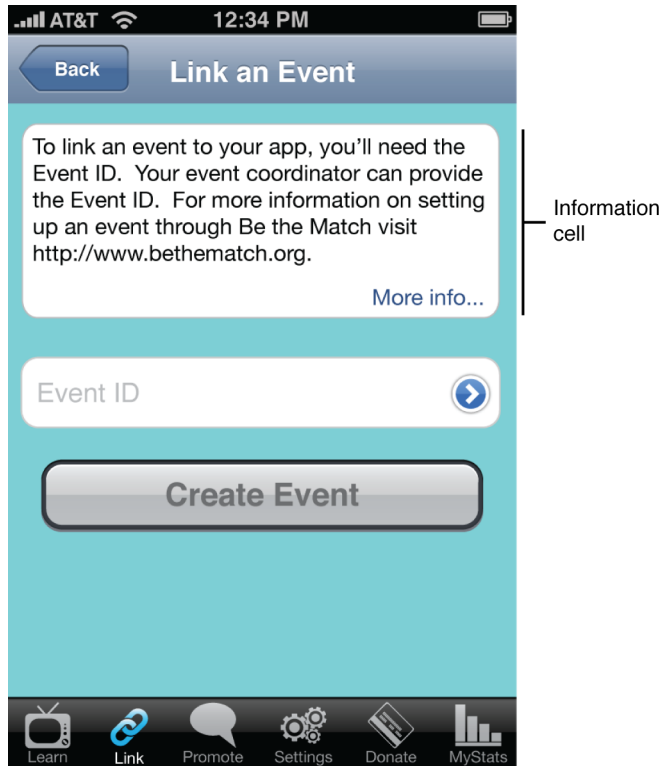 AT&T 12:34 PM
Back Link an Event
To link an event to your app, you'll need the
Event ID.  Your event coordinator can provide
the Event ID.  For more information on setting
up an event through Be the Match visit
http://www.bethematch.org.
More info...
Information
cell
Event ID
Create Event
Learn Link Promote Settings Donate MyStats